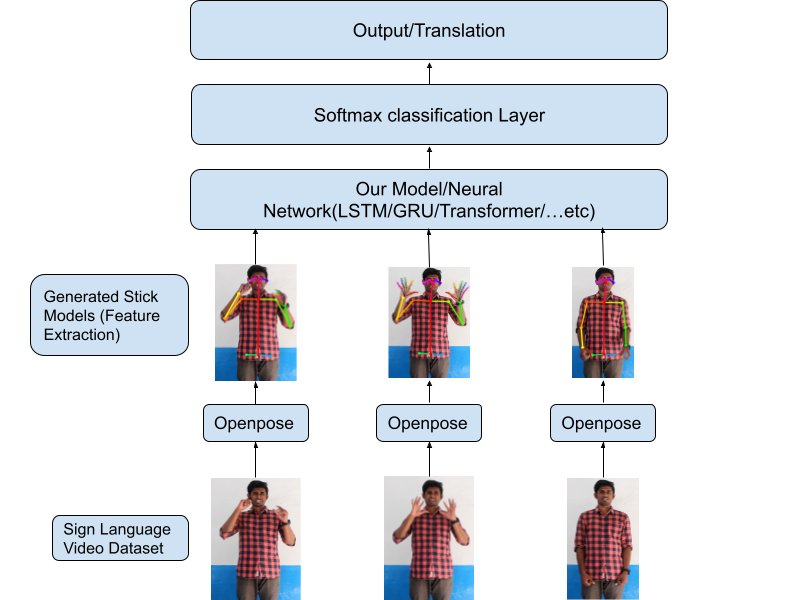 Output/Translation
Softmax classification Layer
Our Model/Neural
Network(LSTM/GRU/Transformer/…etc)
Generated Stick
Models (Feature
Extraction)
Openpose
Openpose
Openpose
Sign Language
Video Dataset